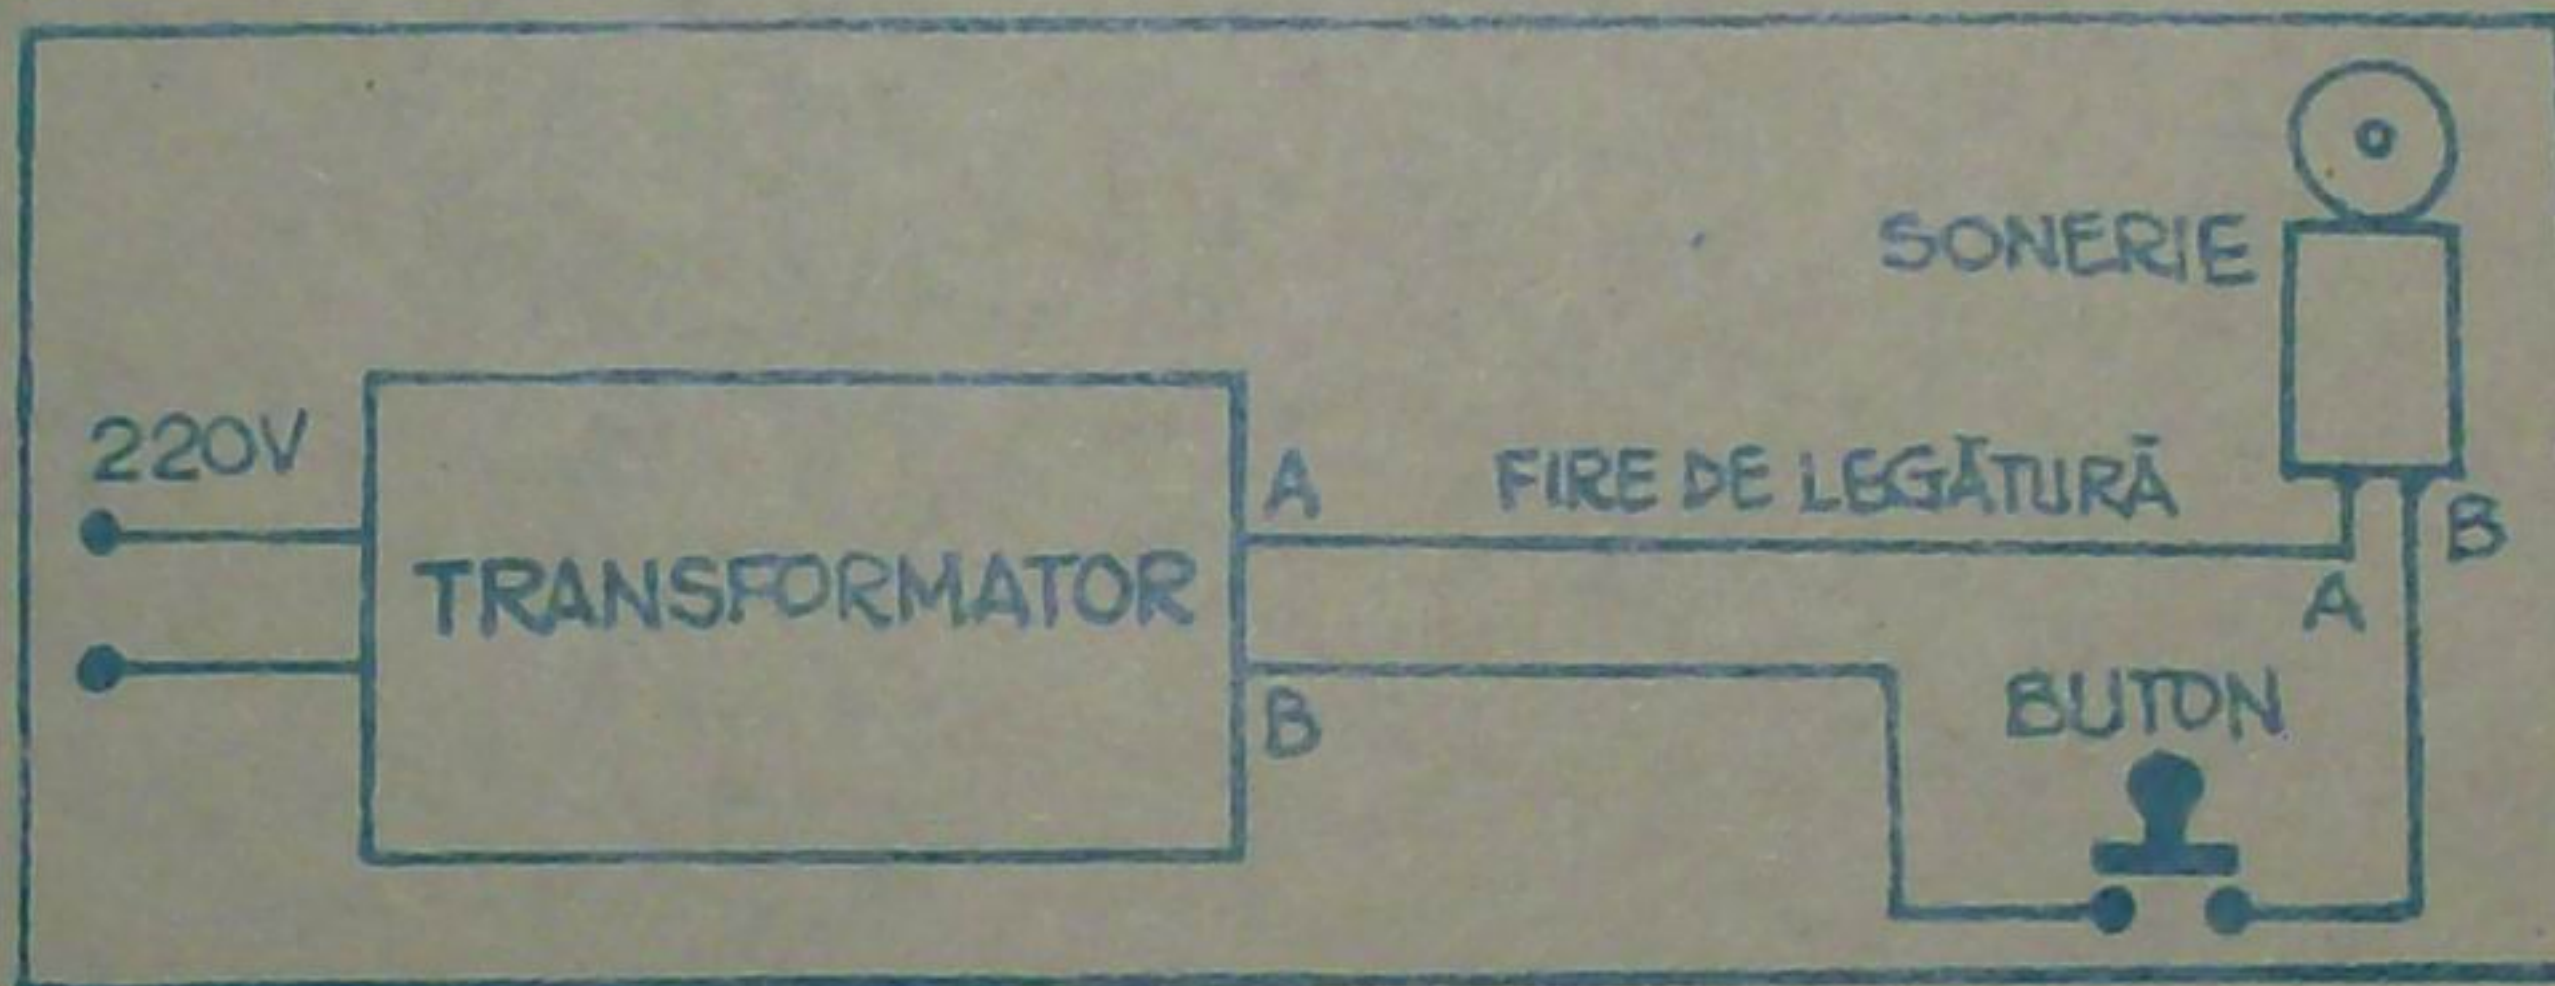 SONERIE
220V
A
FIRE DE LEGĂTURĂ
B
TRANSFORMATOR
A
B
BUTON